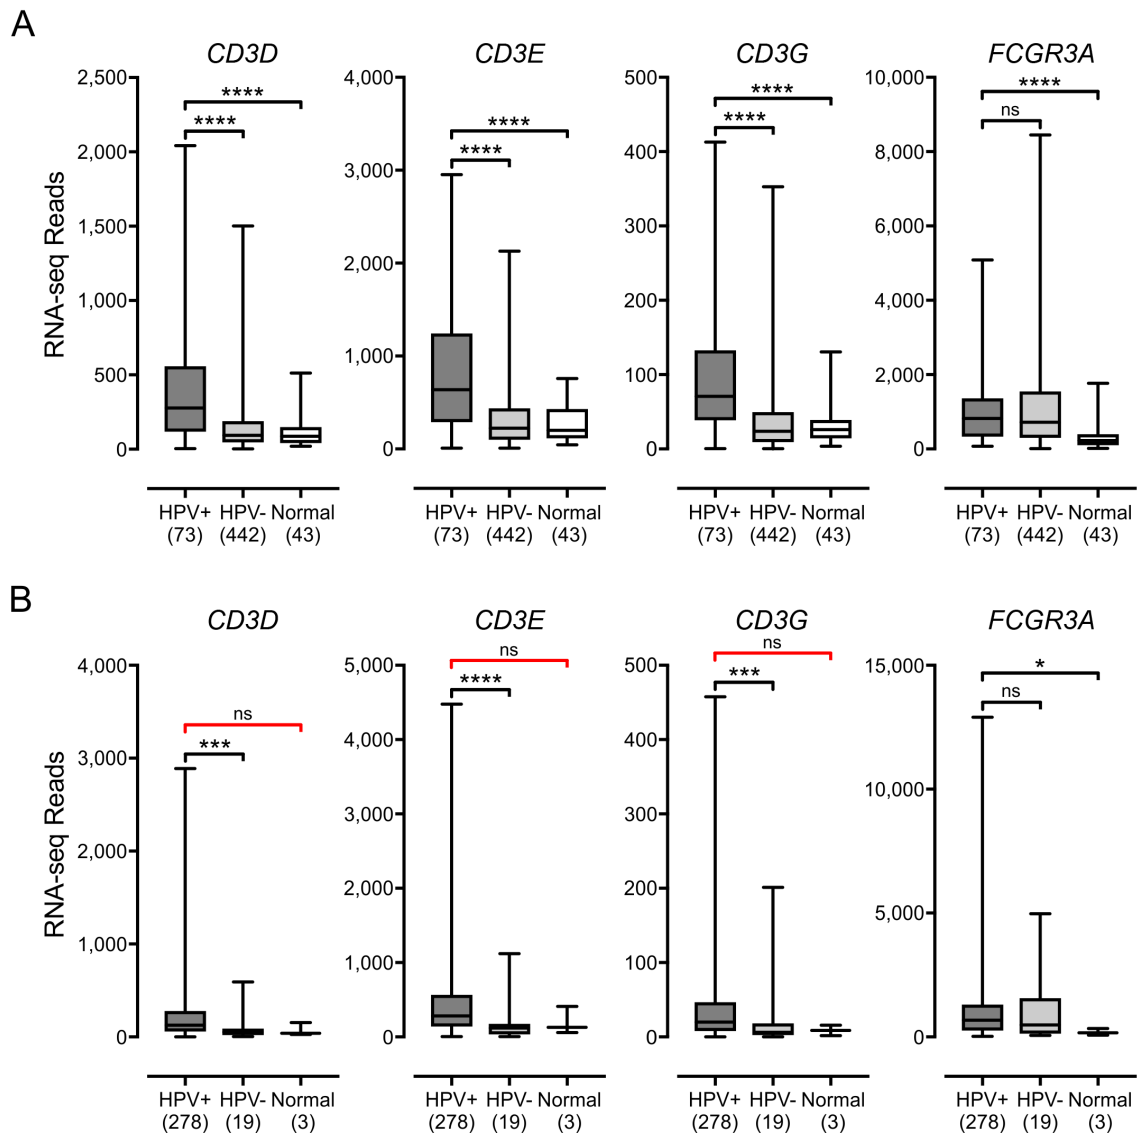 A
CD3D CD3E CD3G FCGR3A
RNA-seq Reads
2,500
2,000
1,500
1,000
500
0
****
****
HPV+ HPV- Normal
(73) (442) (43)
4,000
3,000
2,000
1,000
0
****
****
HPV+ HPV- Normal
(73) (442) (43)
500
400
300
200
100
0
****
****
HPV+ HPV- Normal
(73) (442) (43)
10,000
8,000
6,000
4,000
2,000
0
****
ns
HPV+ HPV- Normal
(73) (442) (43)
B
CD3D CD3E CD3G FCGR3A
RNA-seq Reads
4,000
3,000
2,000
1,000
0
ns
***
HPV+ HPV- Normal
(278) (19) (3)
5,000
4,000
3,000
2,000
1,000
0
ns
****
HPV+ HPV- Normal
(278) (19) (3)
500
400
300
200
100
0
ns
***
HPV+ HPV- Normal
(278) (19) (3)
15,000
10,000
5,000
0
*
ns
HPV+ HPV- Normal
(278) (19) (3)